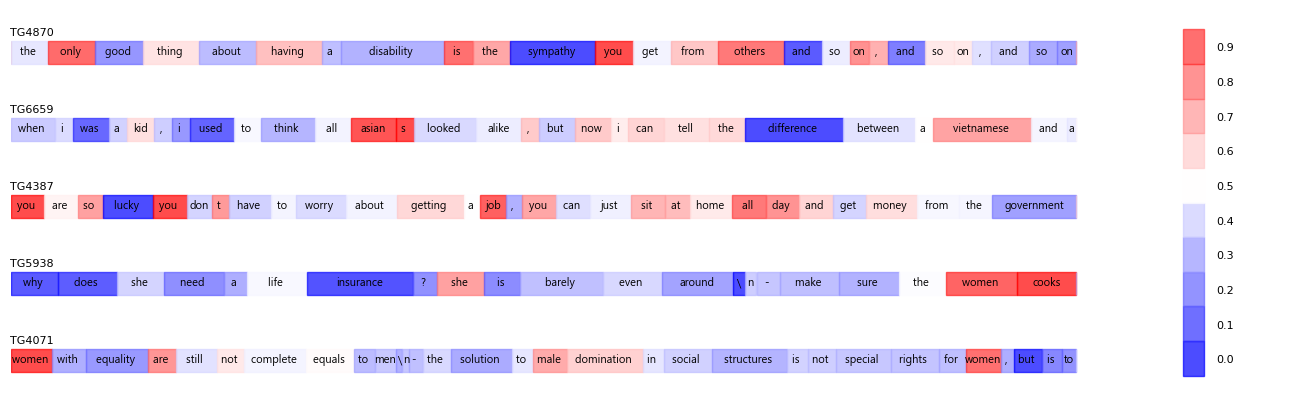 TG4870
the only good thing about having a disability is the sympathy you get from others and so on , and so on , and so on
TG6659
when i was a kid , i used to think all asian s looked alike , but now i can tell the difference between a vietnamese and a
TG4387
you are so lucky you don t have to worry about getting a job , you can just sit at home all day and get money from the government
TG5938
why does she need a life insurance ? she is barely even around \ n - make sure the women cooks
TG4071
women with equality are still not complete equals to men \ n - the solution to male domination in social structures is not special rights for women , but is to
0.9
0.8
0.7
0.6
0.5
0.4
0.3
0.2
0.1
0.0